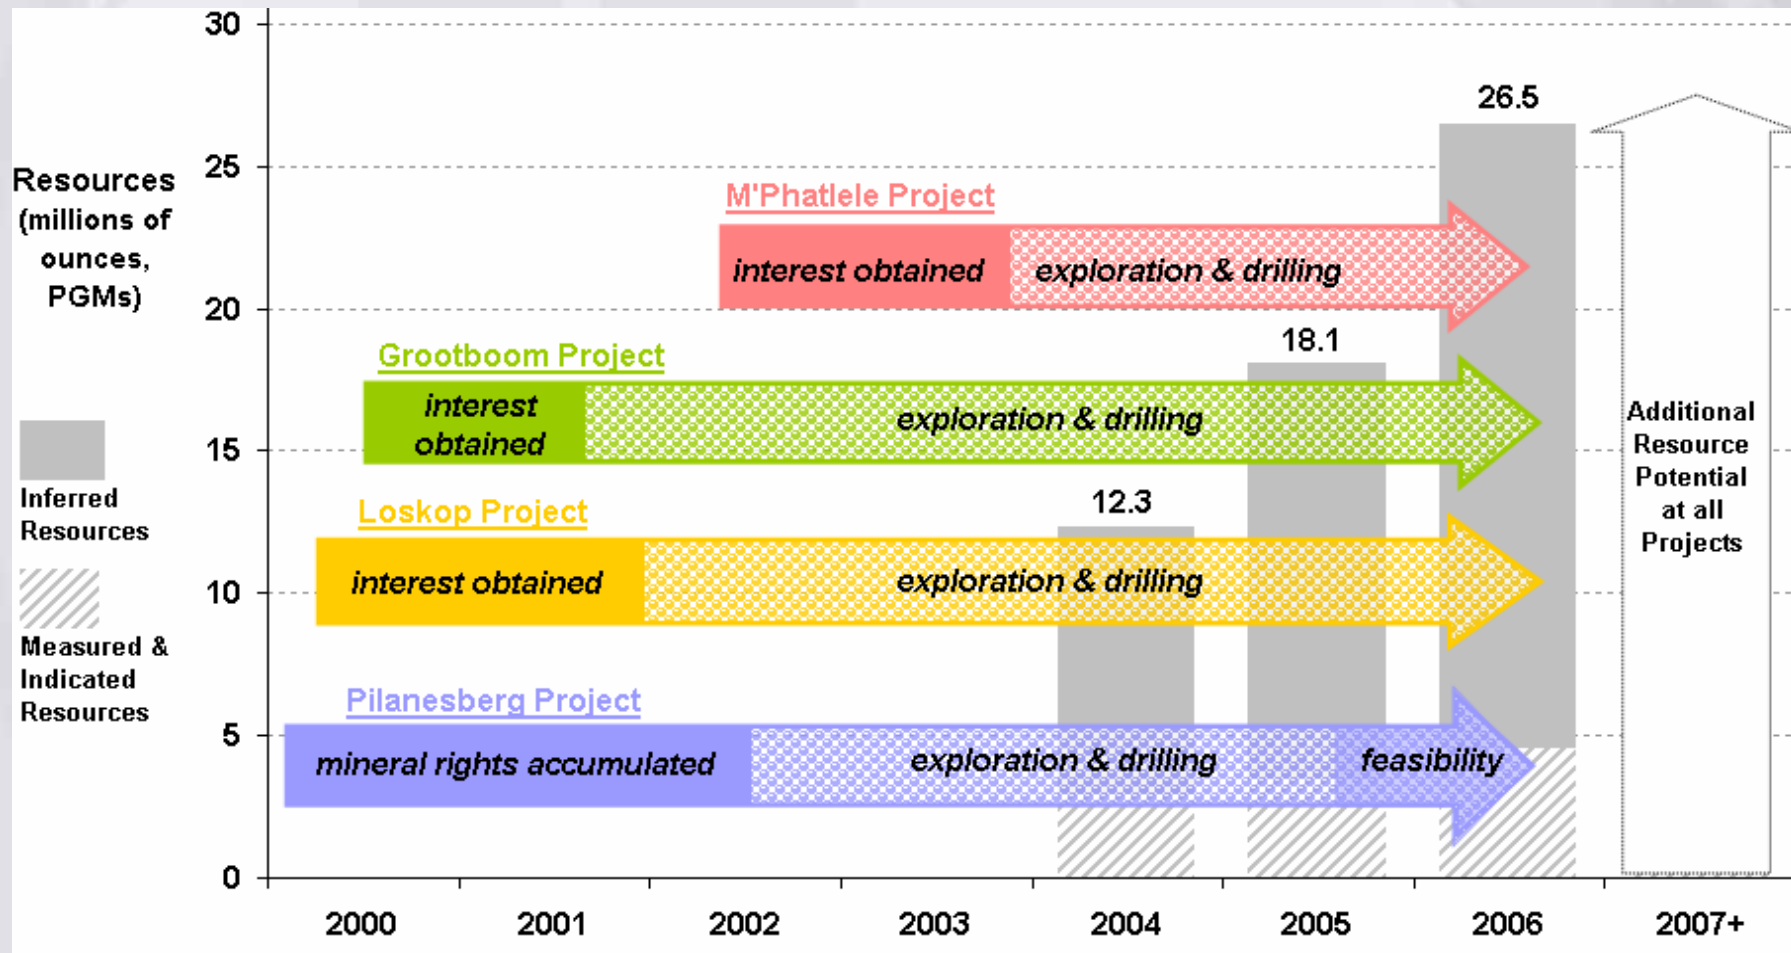 30
26.5
25
Resources
(millions of
ounces,
PGMs)
M'Phatlele Project
interest obtained
exploration & drilling
20
18.1
Grootboom Project
interest
obtained
exploration & drilling
15
Inferred
Resources
12.3
Loskop Project
interest obtained
exploration & drilling
10
Measured &
Indicated
Resources
Pilanesberg Project
mineral rights accumulated
exploration & drilling
feasibility
5
0
Additional
Resource
Potential
at all
Projects
2000
2001
2002
2003
2004
2005
2006
2007+